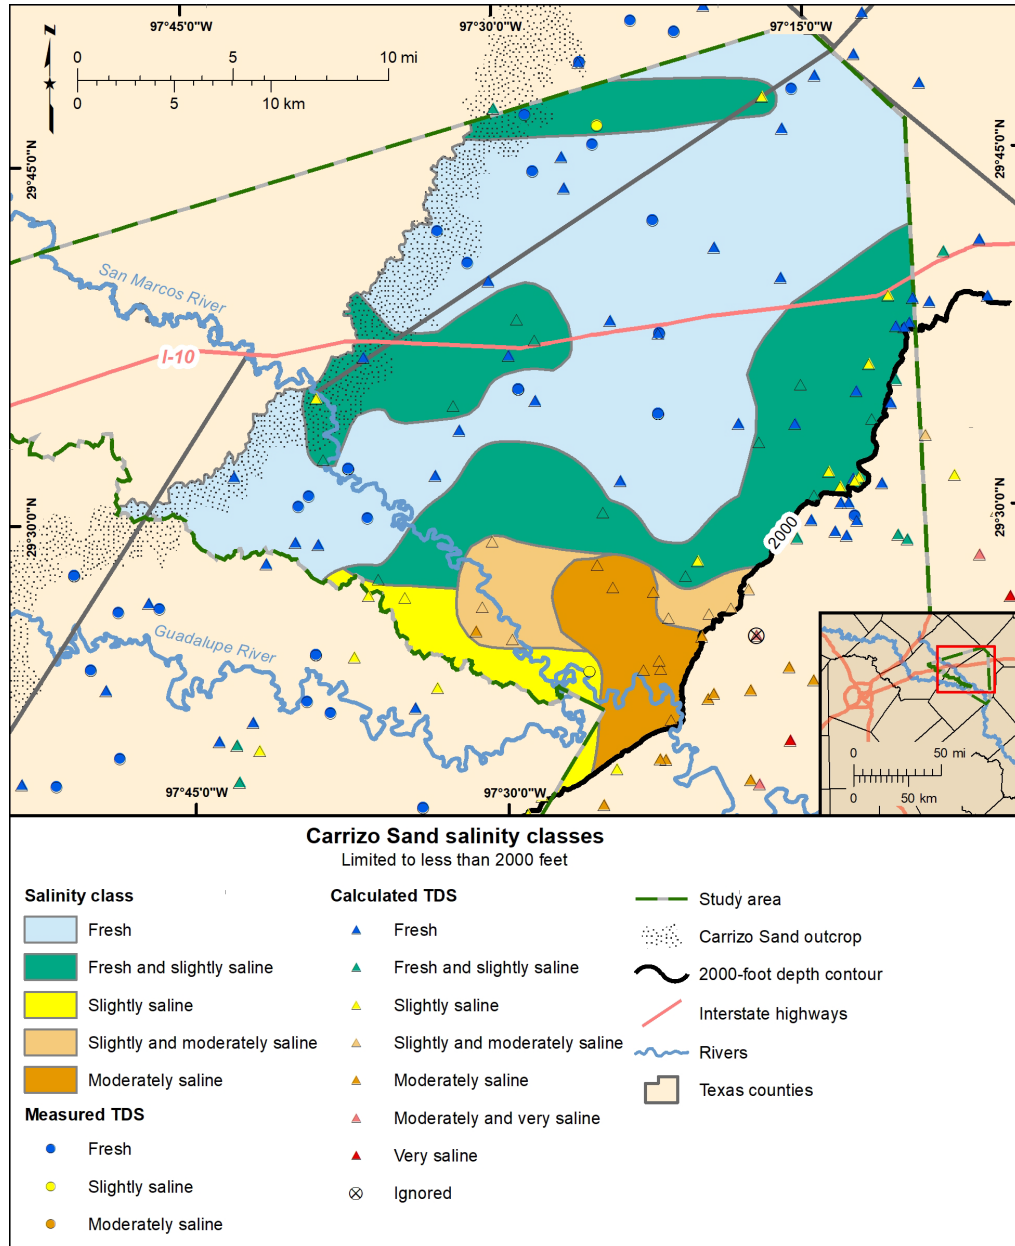 97°45'0"W
97°30'0"W
97°15'0"W
N
0 5 10 mi
5 10 km
29°45'0"N
29°45'0"N
San Marcos River
I-10
29°30'0"N
29°30'0"N
2000
Guadalupe River
97°45'0"W
97°30'0"W
0 50 mi
0 50 km
Carrizo Sand salinity classes
Limited to less than 2000 feet
Salinity class
Fresh
Fresh and slightly saline
Slightly saline
Slightly and moderately saline
Moderately saline
Measured TDS
Fresh
Slightly saline
Moderately saline
Calculated TDS
Fresh
Fresh and slightly saline
Slightly saline
Slightly and moderately saline
Moderately saline
Moderately and very saline
Very saline
Ignored
Study area
Carrizo Sand outcrop
2000-foot depth contour
Interstate highways
Rivers
Texas counties